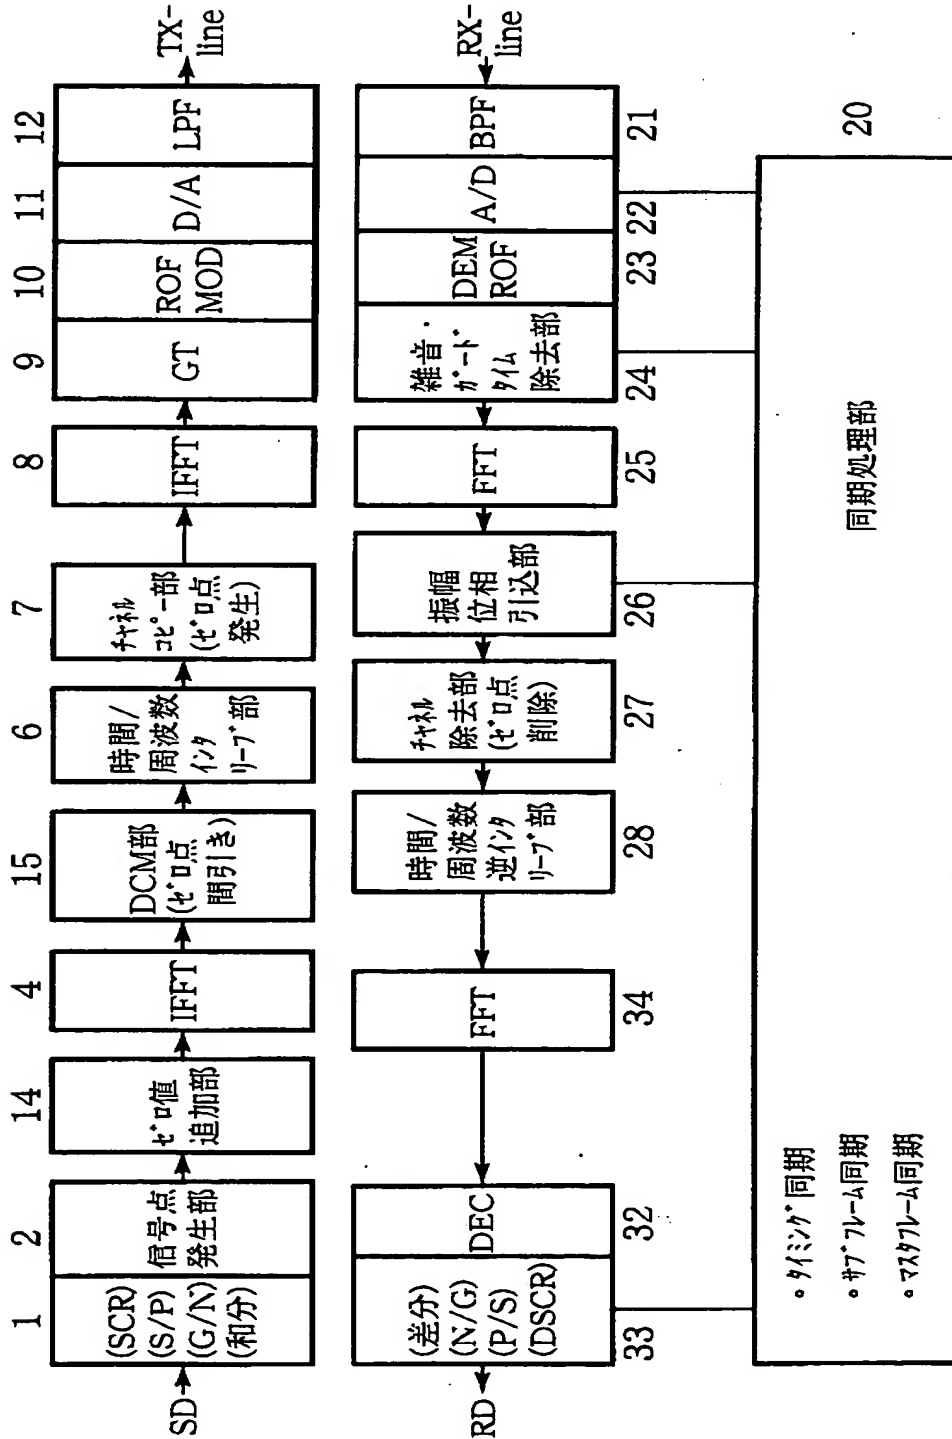 1
2
14
4
15
6
7
8
9
10
11
12
SD
(SCR)
(S/P)
(G/N)
(和分)
信号点
発生部
ゼロ値
追加部
IFFT
DCM部
(ゼロ点
間引き)
時間/
周波数
インタ
リーブ部
チャネル
コピー部
(ゼロ点
発生)
IFFT
GT
ROF
MOD
D/A
LPF
TX-
line
RD
(差分)
(N/G)
(P/S)
(DSCR)
DEC
FFT
時間/
周波数
逆インタ
リーブ部
チャネル
除去部
(ゼロ点
削除)
振幅
位相
引込部
FFT
雑音・
ガード
タイム
除去部
DEM
ROF
A/D
BPF
RX-
line
33
32
34
28
27
26
25
24
23
22
21
20
同期処理部
• タイミング同期
• サブフレーム同期
• マスタフレーム同期